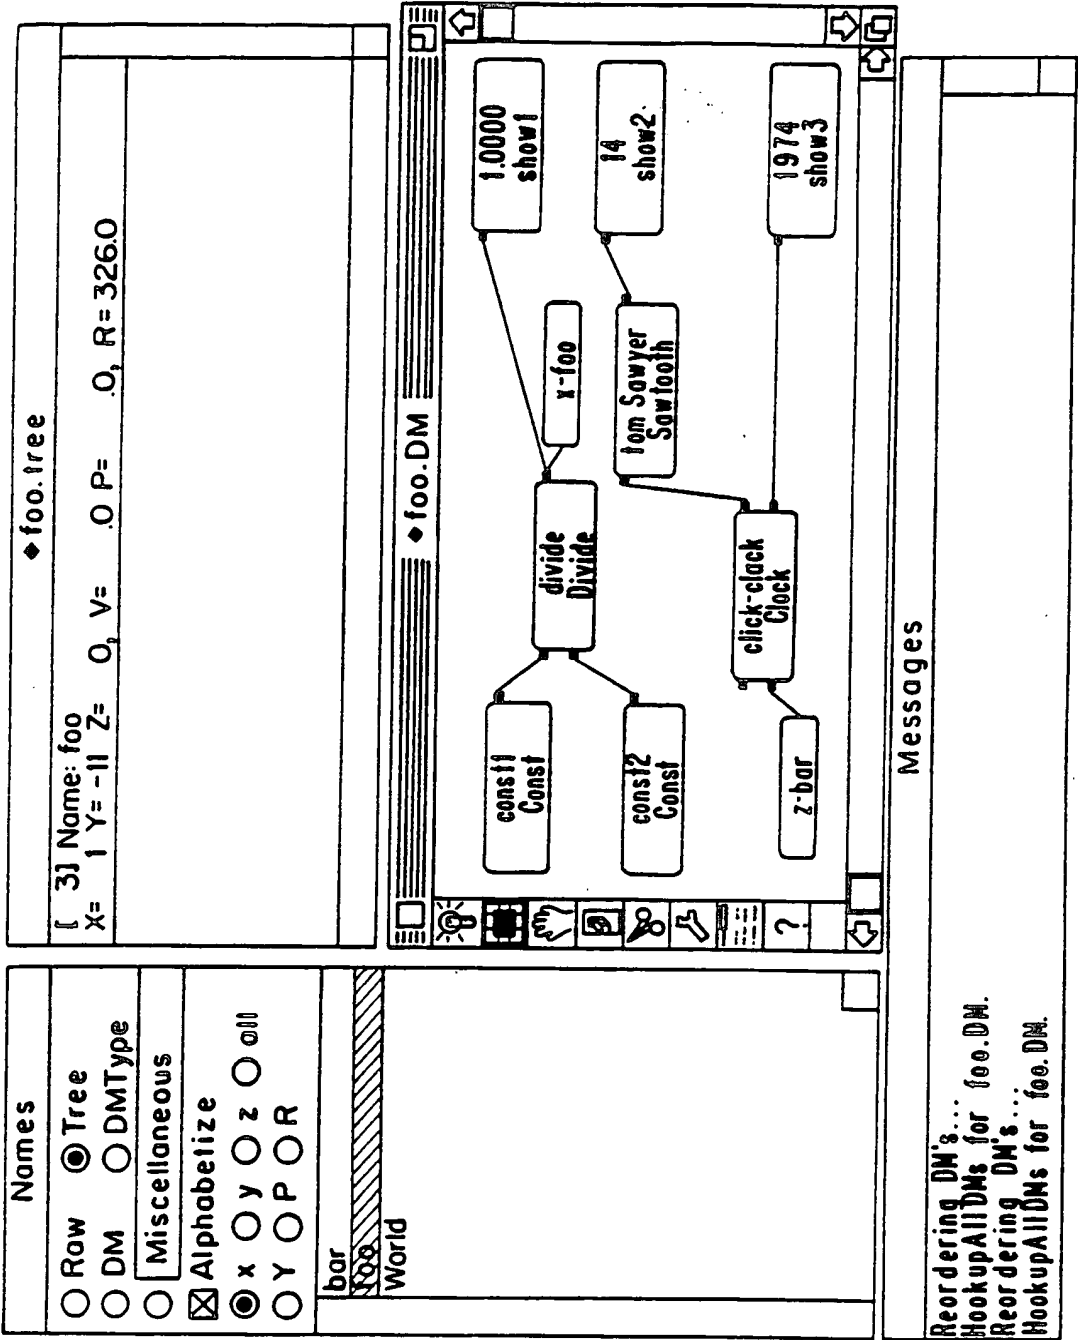 Names
Raw Tree
DM DMType
Miscellaneous
Alphabetize
x y z all
Y P R
bar
foo
World
◆foo.tree
[ 3] Name: foo
X= 1 Y= -11 Z= 0, V= .0 P= .0, R= 326.0
◆foo.DM
?
const1
Const
const2
Const
z-bar
divide
Divide
click-clack
Clock
x-foo
tom Sawyer
Sawtooth
1.0000
show1
14
show2
1974
show3
Messages
Reordering DM's...
HookupAllDMs for foo.DM.
Reordering DM's...
HookupAllDMs for foo.DM.